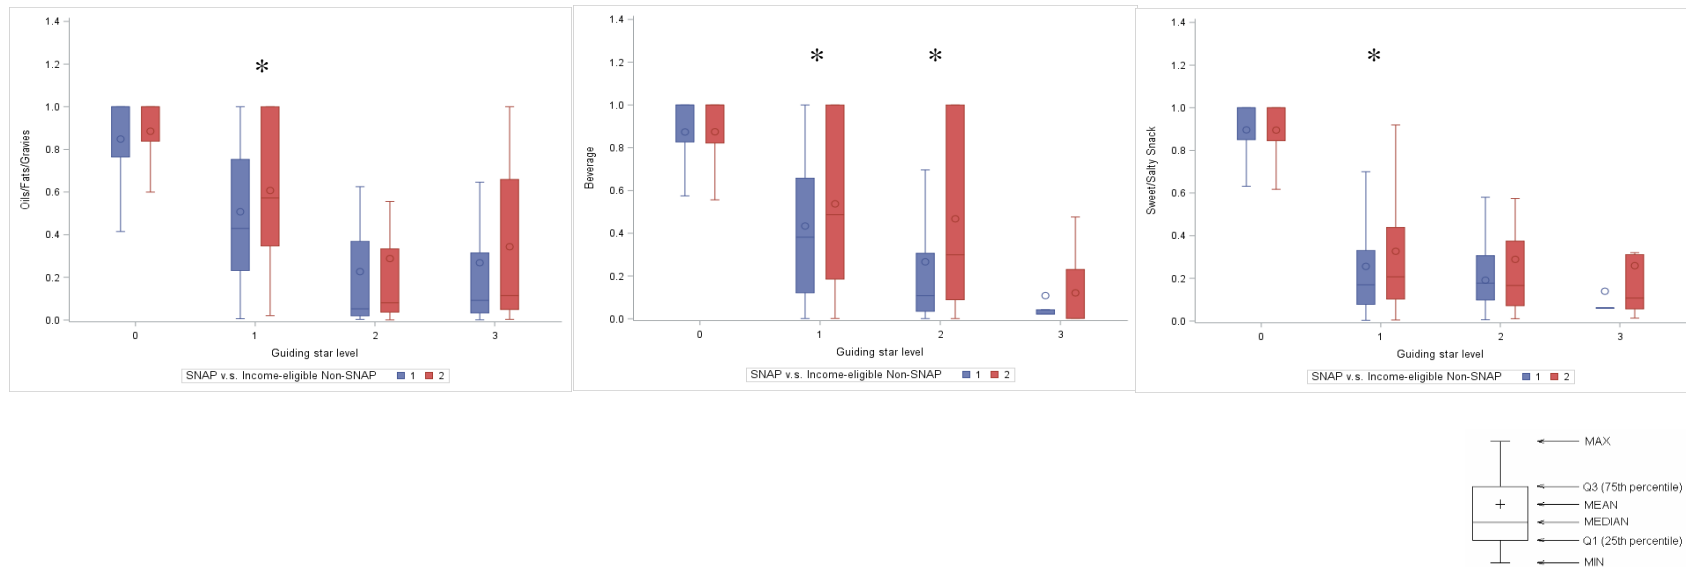 1.4
1.2
1.0
0.8
0.6
0.4
0.2
0.0
Oils/Fats/Gravies
*
0 1 2 3
Guiding star level
SNAP v.s. Income-eligible Non-SNAP 1 2
1.4
1.2
1.0
0.8
0.6
0.4
0.2
0.0
Beverage
* *
0 1 2 3
Guiding star level
SNAP v.s. Income-eligible Non-SNAP 1 2
1.4
1.2
1.0
0.8
0.6
0.4
0.2
0.0
Sweet/Salty Snack
*
0 1 2 3
Guiding star level
SNAP v.s. Income-eligible Non-SNAP 1 2
MAX
Q3 (75th percentile)
MEAN
MEDIAN
Q1 (25th percentile)
MIN